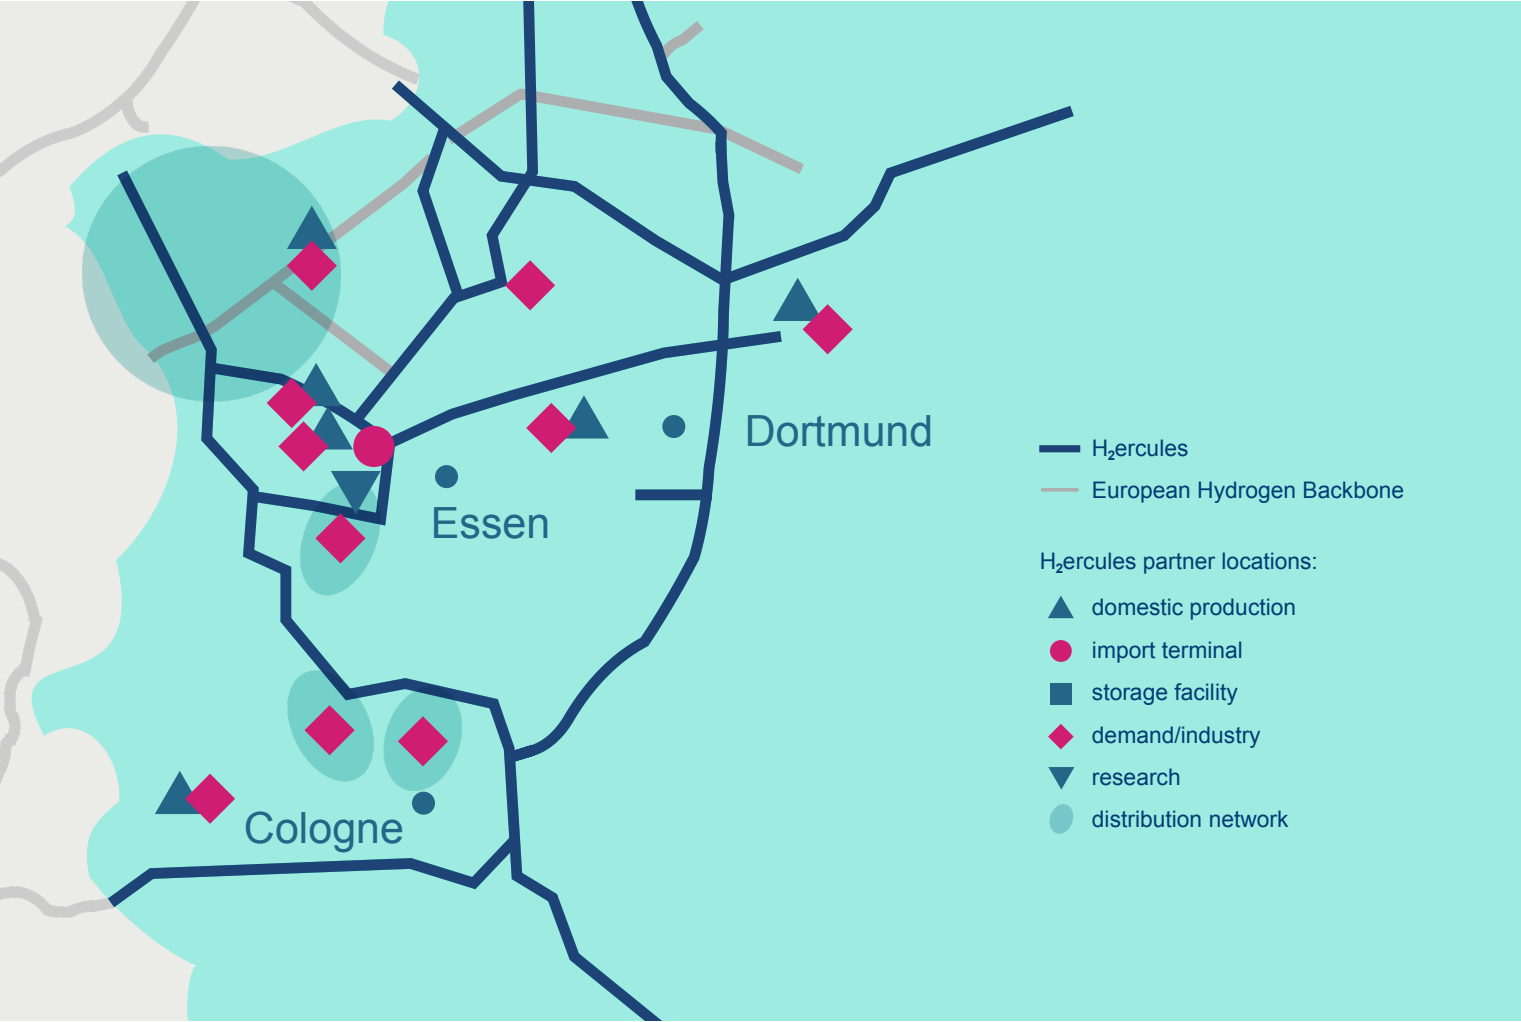 Dortmund
Essen
Cologne
H₂ercules
European Hydrogen Backbone
H₂ercules partner locations:
domestic production
import terminal
storage facility
demand/industry
research
distribution network